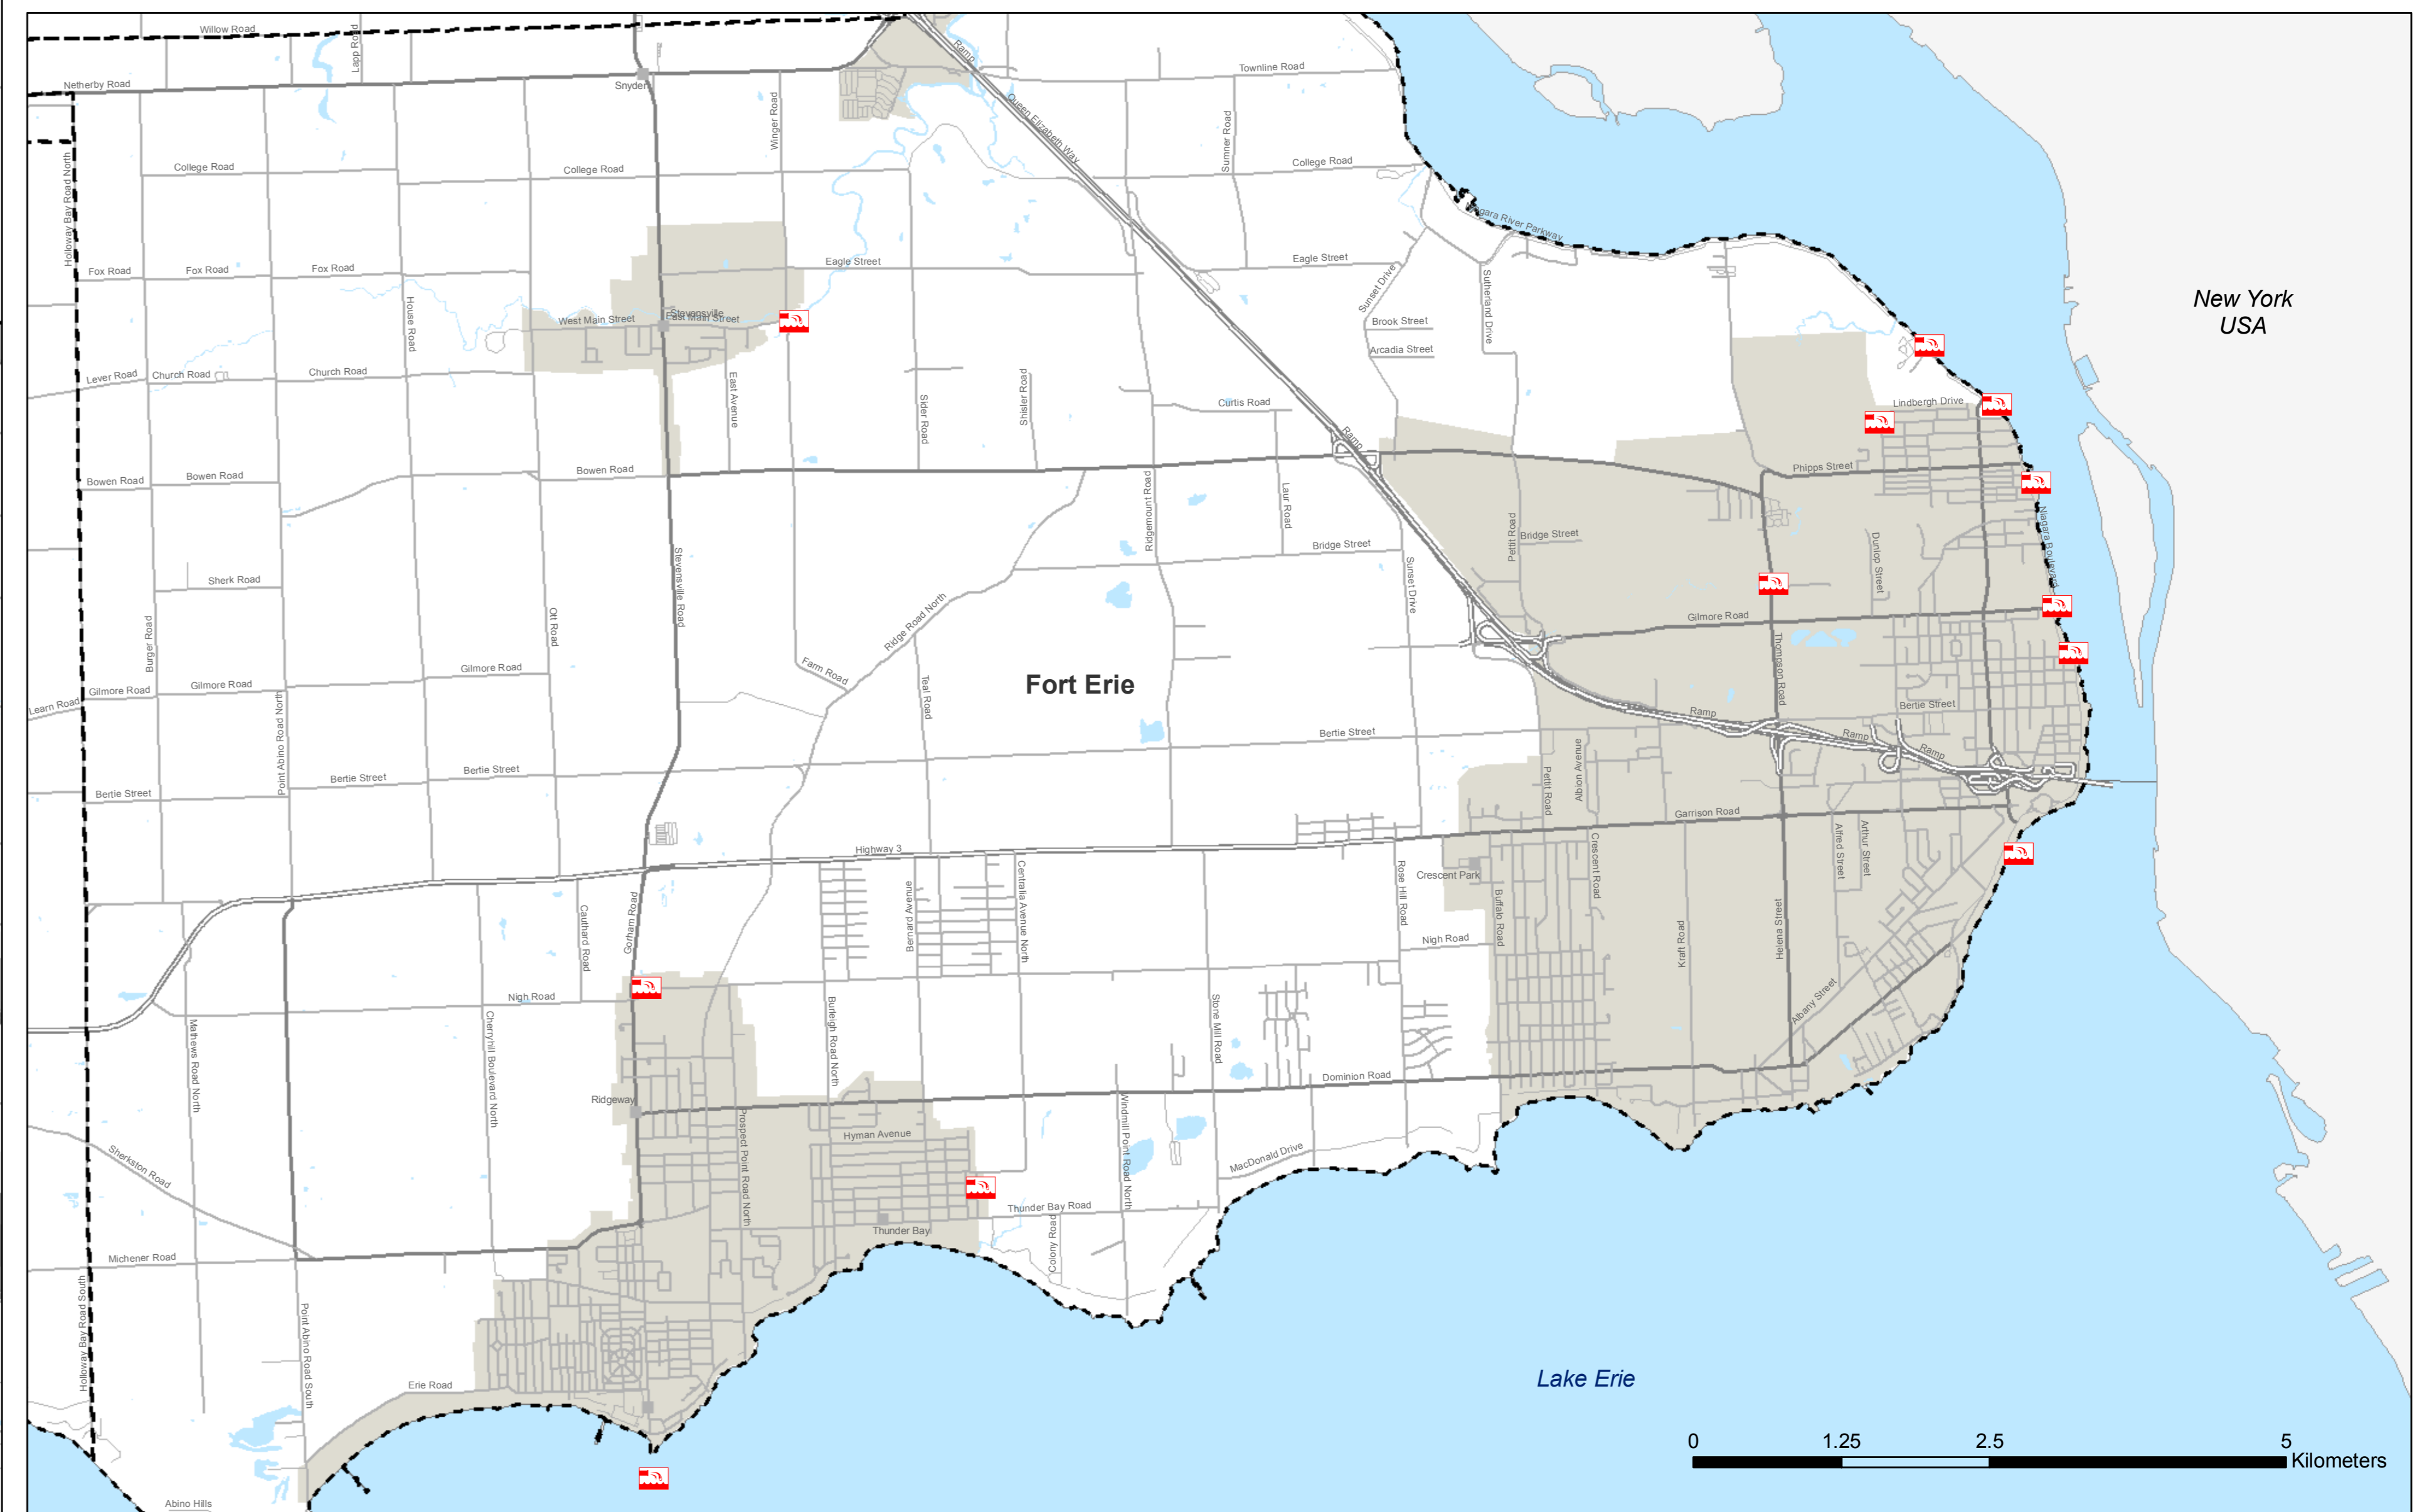 Willow Road
Lapp Road
Ramp
Townline Road
Netherby Road
Snyder
Winger Road
Queen Elizabeth Way
Sumner Road
College Road
College Road
College Road
Holloway Bay Road North
Niagara River Parkway
Fox Road
Fox Road
Fox Road
Eagle Street
Eagle Street
Sunset Drive
Sutherland Drive
New York
USA
House Road
West Main Street
Stevensville
East Main Street
Brook Street
Arcadia Street
Lever Road
Church Road
Church Road
East Avenue
Sider Road
Shisler Road
Curtis Road
Lindbergh Drive
Ramp
Bowen Road
Bowen Road
Bowen Road
Phipps Street
Ridgemount Road
Laur Road
Pettit Road
Bridge Street
Bridge Street
Dunlop Street
Niagara Boulevard
Stevensville Road
Sherk Road
Ott Road
Burger Road
Ridge Road North
Sunset Drive
Gilmore Road
Thompson Road
Gilmore Road
Gilmore Road
Gilmore Road
Farm Road
Teal Road
Fort Erie
Learn Road
Point Abino Road North
Bertie Street
Ramp
Ramp
Ramp
Bertie Street
Bertie Street
Bertie Street
Bertie Street
Pettit Road
Albion Avenue
Garrison Road
Highway 3
Alfred Street
Arthur Street
Crescent Park
Crescent Road
Rose Hill Road
Buffalo Road
Centralia Avenue North
Bernard Avenue
Cauthard Road
Gorham Road
Nigh Road
Kraft Road
Helena Street
Nigh Road
Albany Street
Mathews Road North
Cherryhill Boulevard North
Burleigh Road North
Stone Mill Road
Dominion Road
Ridgeway
Prospect Point Road North
Hyman Avenue
Windmill Point Road North
MacDonald Drive
Sherkston Road
Thunder Bay Road
Thunder Bay
Colony Road
Michener Road
Holloway Bay Road South
Point Abino Road South
Erie Road
Lake Erie
0
1.25
2.5
5
Kilometers
Abino Hills